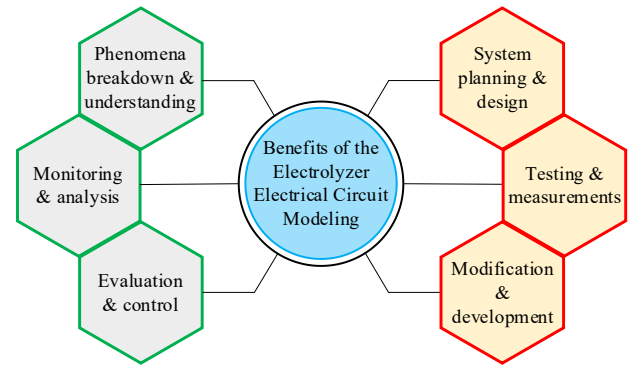 Phenomena
breakdown &
understanding
Monitoring
& analysis
Evaluation
& control
Benefits of the
Electrolyzer
Electrical Circuit
Modeling
System
planning &
design
Testing &
measurements
Modification
&
development